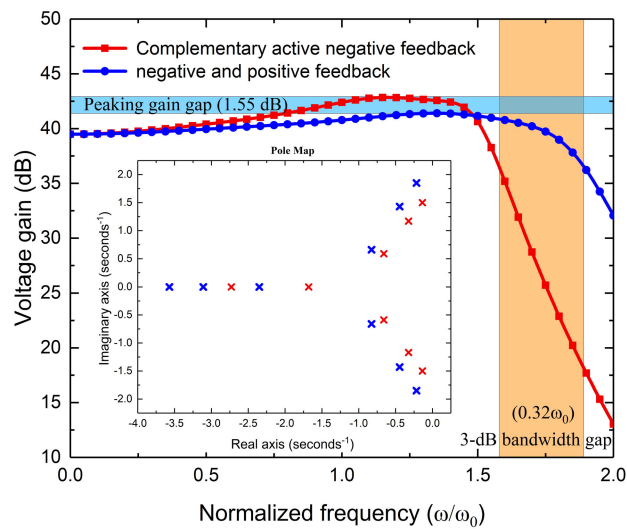 50
45
40
35
30
25
20
15
10
Voltage gain (dB)
Complementary active negative feedback
negative and positive feedback
Peaking gain gap (1.55 dB)
Pole Map
2.0
1.5
1.0
0.5
0.0
-0.5
-1.0
-1.5
-2.0
Imaginary axis (seconds⁻¹)
-4.0 -3.5 -3.0 -2.5 -2.0 -1.5 -1.0 -0.5 0.0
Real axis (seconds⁻¹)
(0.32ω₀)
3-dB bandwidth gap
0.0 0.5 1.0 1.5 2.0
Normalized frequency (ω/ω₀)